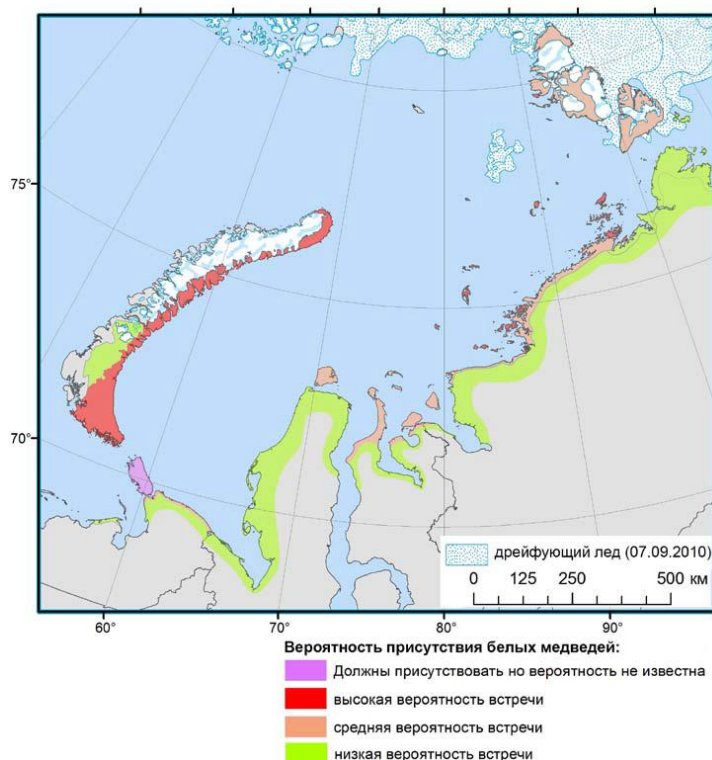 75°
70°
дрейфующий лед (07.09.2010)
0 125 250 500 км
60° 70° 80° 90°
Вероятность присутствия белых медведей:
Должны присутствовать но вероятность не известна
высокая вероятность встречи
средняя вероятность встречи
низкая вероятность встречи